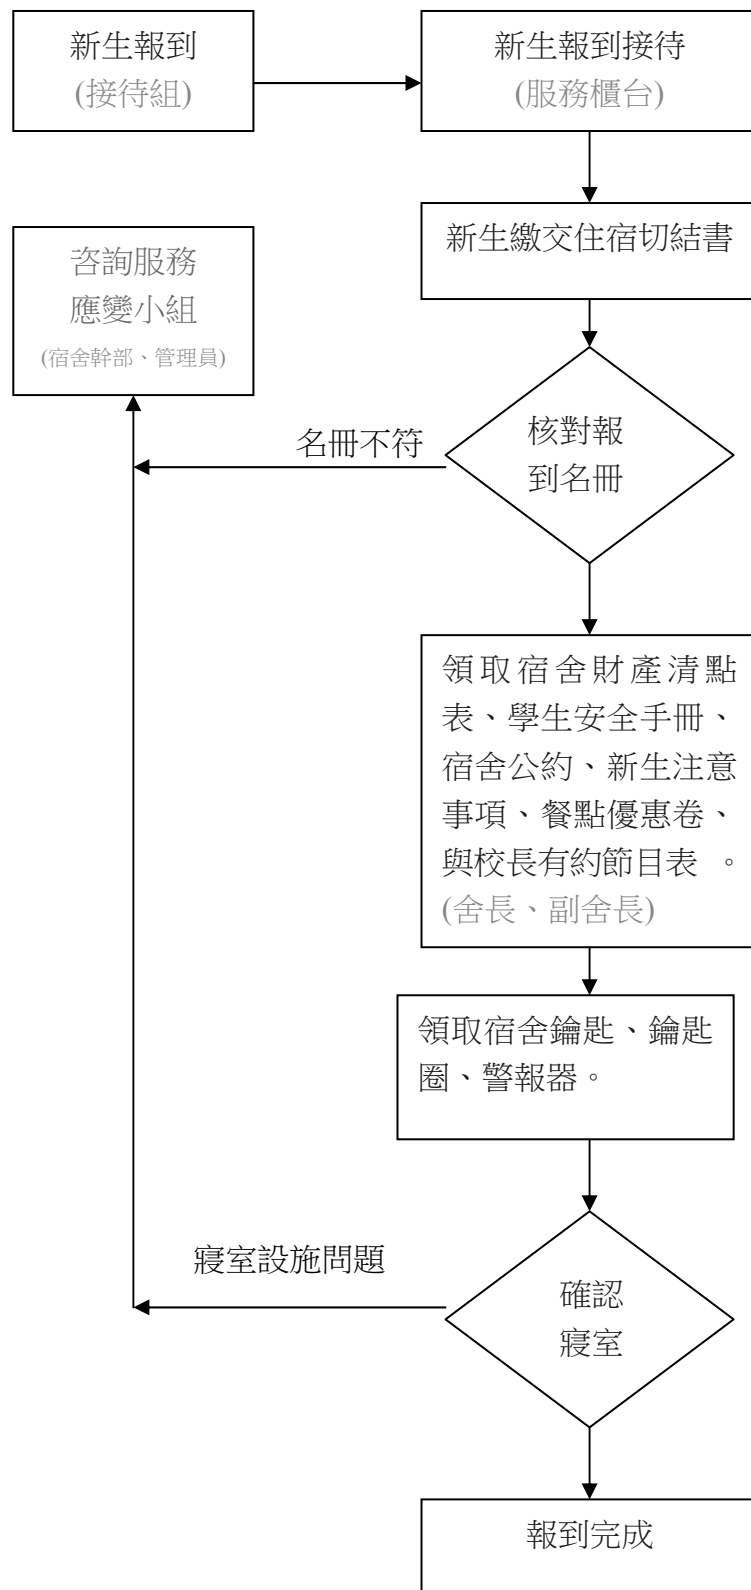 新生報到
(接待組)
新生報到接待
(服務櫃台)
新生繳交住宿切結書
咨詢服務
應變小組
(宿舍幹部、管理員)
核對報
到名冊
名冊不符
領取宿舍財產清點
表、學生安全手冊、
宿舍公約、新生注意
事項、餐點優惠卷、
與校長有約節目表 。
(舍長、副舍長)
領取宿舍鑰匙、鑰匙
圈、警報器。
寢室設施問題
確認
寢室
報到完成